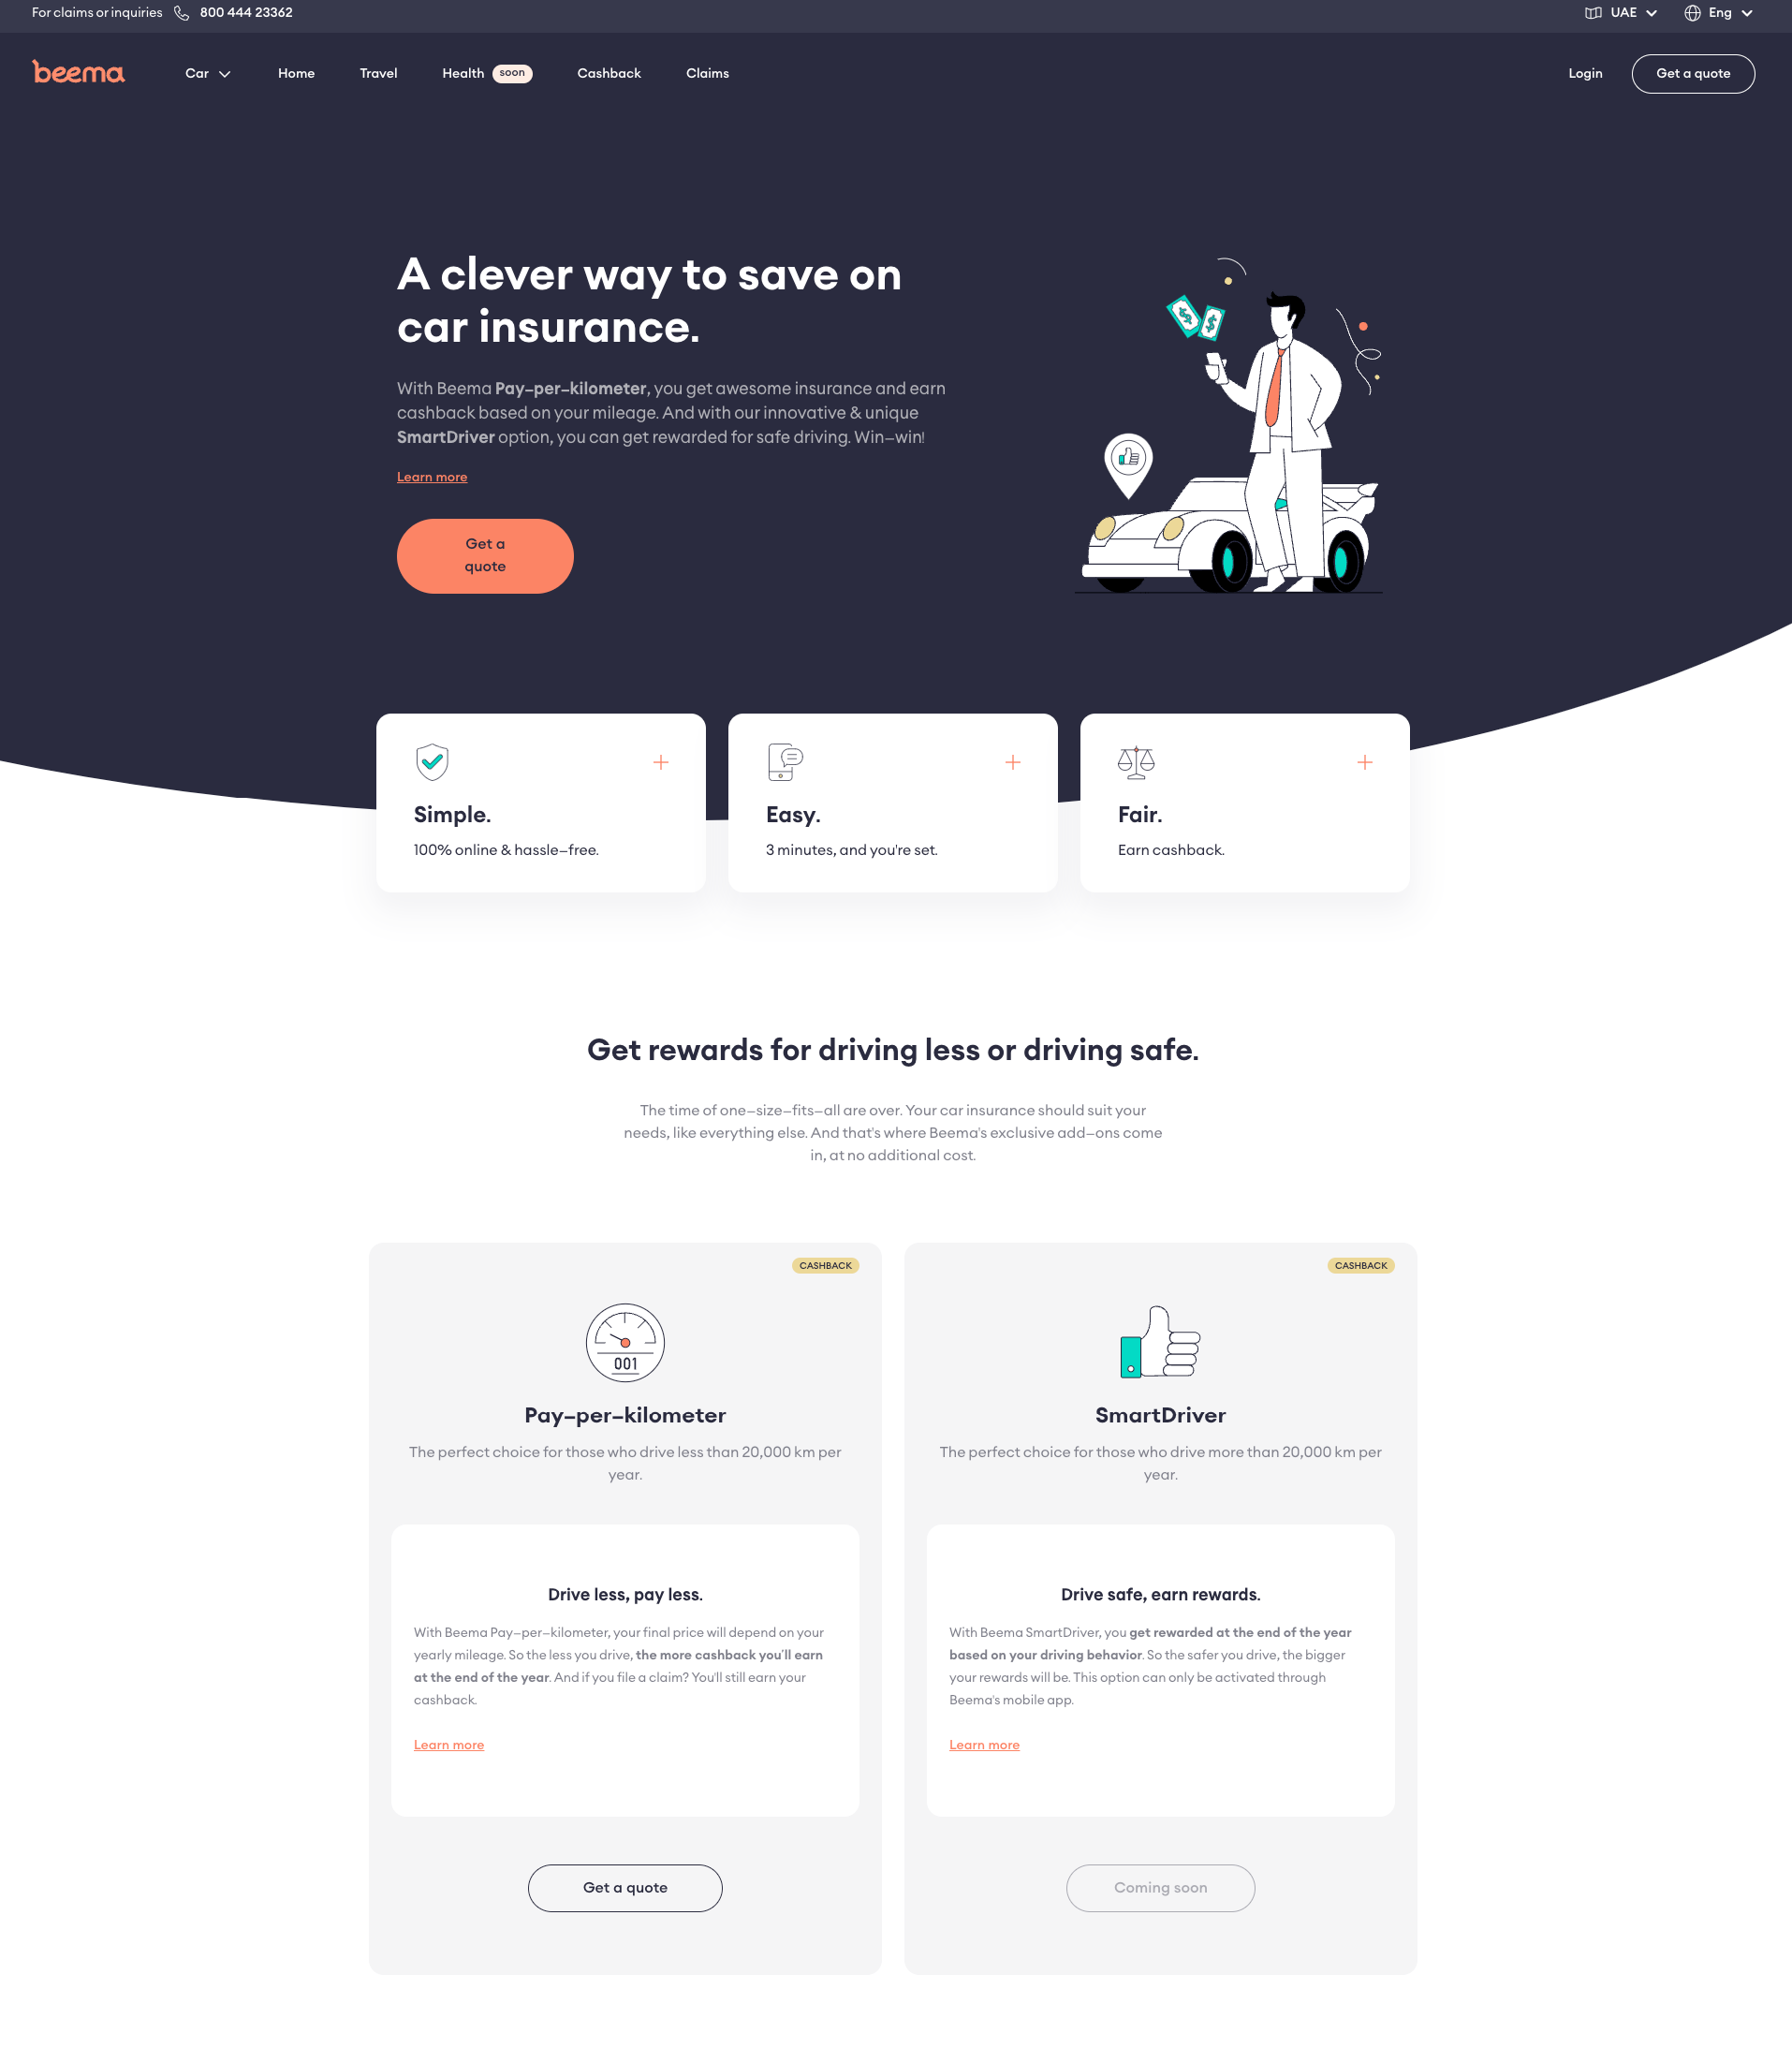 For claims or inquiries 800 444 23362 UAE Eng
beema Car Home Travel Health soon Cashback Claims Login Get a quote
A clever way to save on
car insurance.
With Beema Pay–per–kilometer, you get awesome insurance and earn
cashback based on your mileage. And with our innovative & unique
SmartDriver option, you can get rewarded for safe driving. Win–win!
Learn more
Get a
quote
$ $
Simple.
100% online & hassle–free.
Easy.
3 minutes, and you're set.
Fair.
Earn cashback.
Get rewards for driving less or driving safe.
The time of one–size–fits–all are over. Your car insurance should suit your
needs, like everything else. And that's where Beema's exclusive add–ons come
in, at no additional cost.
CASHBACK
001
Pay–per–kilometer
The perfect choice for those who drive less than 20,000 km per
year.
Drive less, pay less.
With Beema Pay–per–kilometer, your final price will depend on your
yearly mileage. So the less you drive, the more cashback you'll earn
at the end of the year. And if you file a claim? You'll still earn your
cashback.
Learn more
Get a quote
CASHBACK
SmartDriver
The perfect choice for those who drive more than 20,000 km per
year.
Drive safe, earn rewards.
With Beema SmartDriver, you get rewarded at the end of the year
based on your driving behavior. So the safer you drive, the bigger
your rewards will be. This option can only be activated through
Beema's mobile app.
Learn more
Coming soon